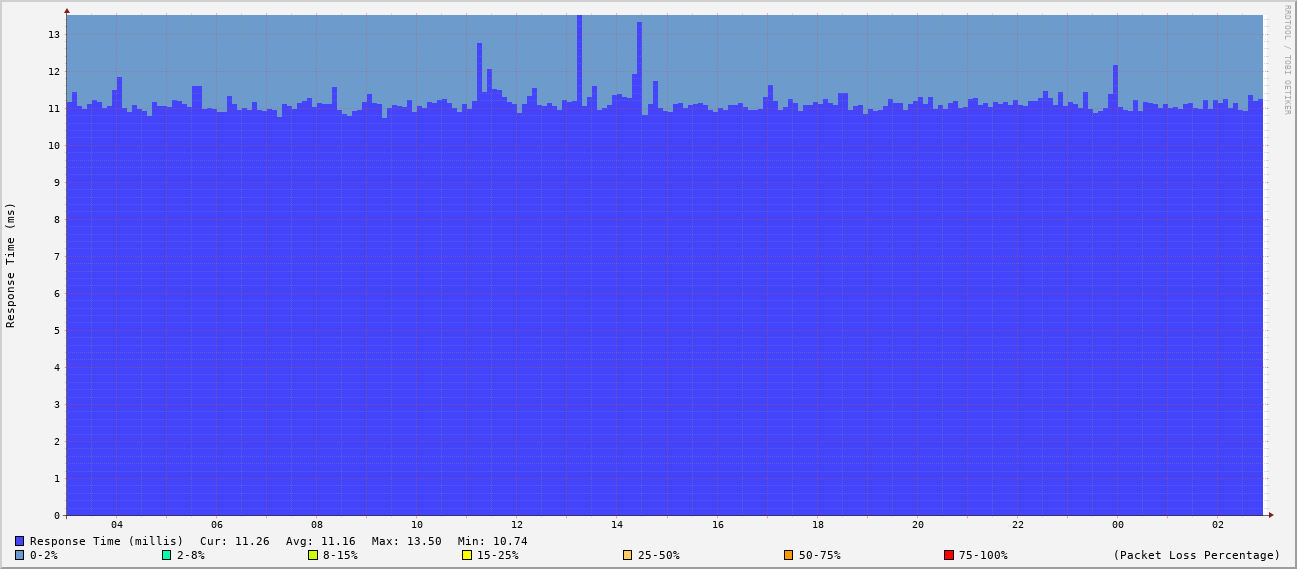 RRDTOOL / TOBI OETIKER
Response Time (ms)
13
12
11
10
9
8
7
6
5
4
3
2
1
0
04 06 08 10 12 14 16 18 20 22 00 02
Response Time (millis) Cur: 11.26 Avg: 11.16 Max: 13.50 Min: 10.74
0-2% 2-8% 8-15% 15-25% 25-50% 50-75% 75-100% (Packet Loss Percentage)